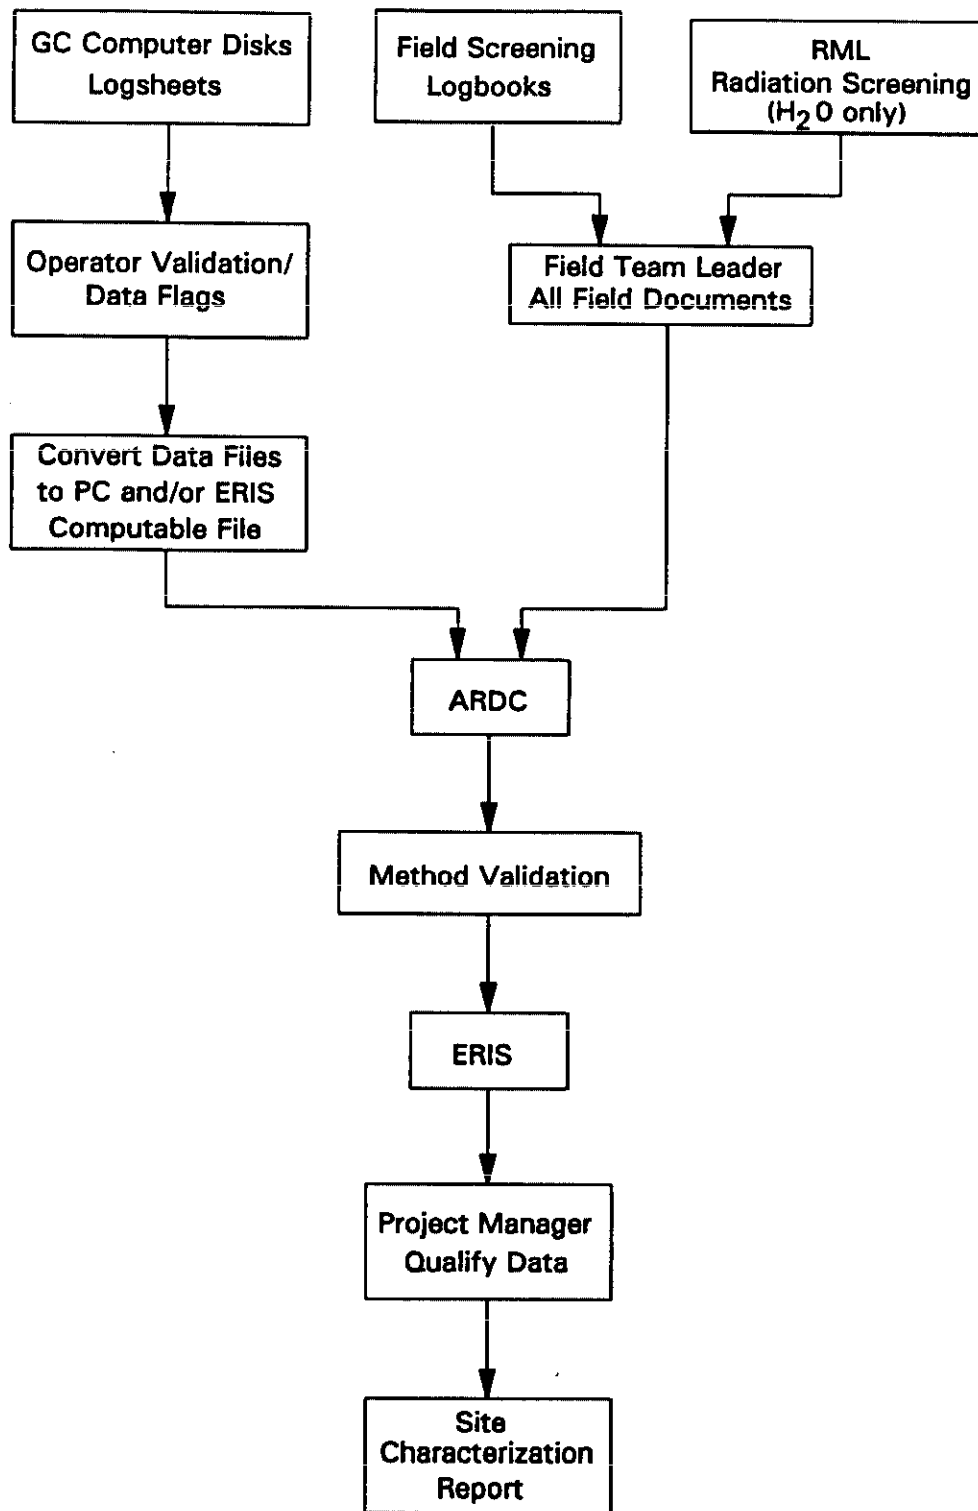 GC Computer Disks
Logsheets
Field Screening
Logbooks
RML
Radiation Screening
(H₂O only)
Operator Validation/
Data Flags
Field Team Leader
All Field Documents
Convert Data Files
to PC and/or ERIS
Computable File
ARDC
Method Validation
ERIS
Project Manager
Qualify Data
Site
Characterization
Report